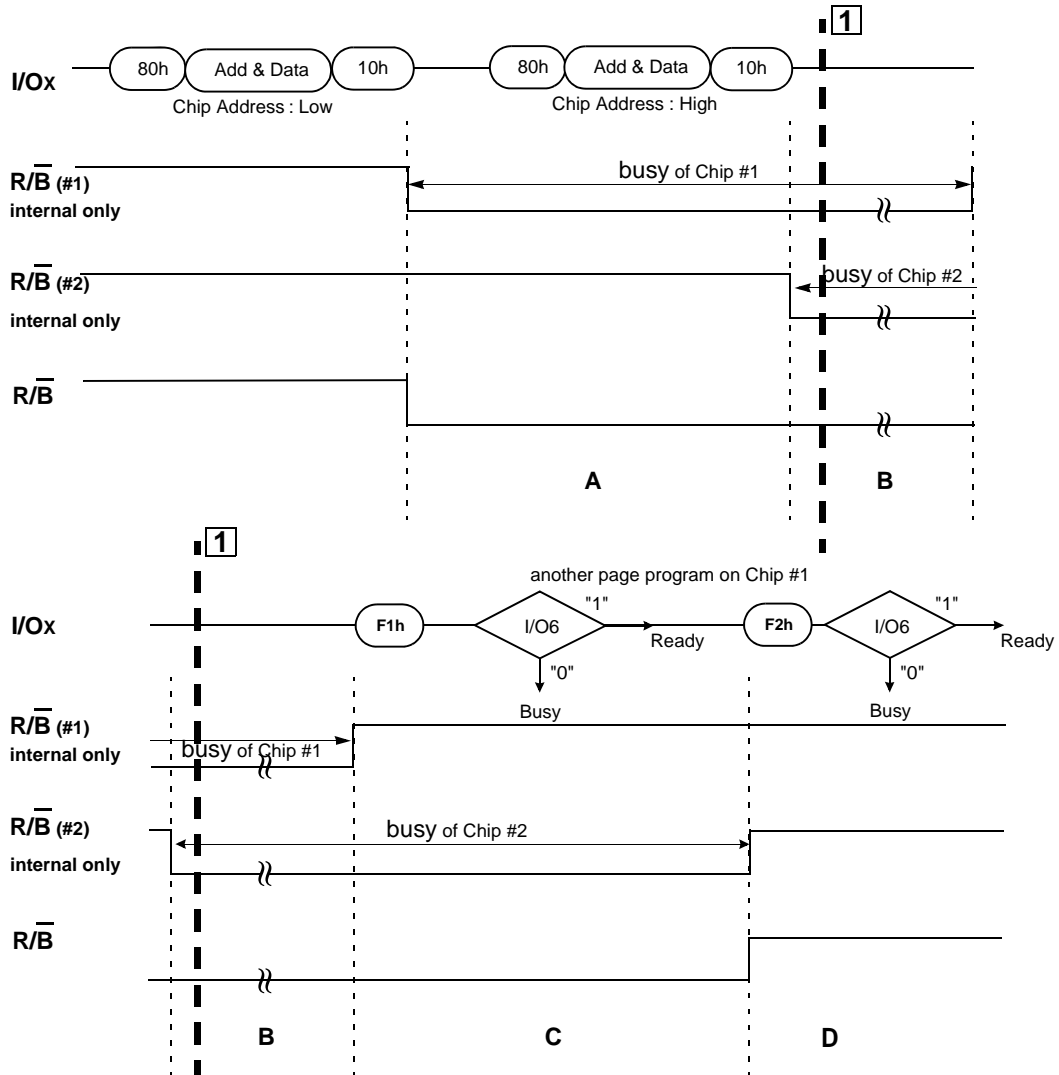 1
I/Ox
80h Add & Data 10h 80h Add & Data 10h
Chip Address : Low Chip Address : High
R/B̅ (#1)
internal only
busy of Chip #1
R/B̅ (#2)
internal only
busy of Chip #2
R/B̅
A B
1
another page program on Chip #1
I/Ox
F1h I/O6 "1" Ready F2h I/O6 "1" Ready
"0" "0"
Busy Busy
R/B̅ (#1)
internal only
busy of Chip #1
R/B̅ (#2)
internal only
busy of Chip #2
R/B̅
B C D